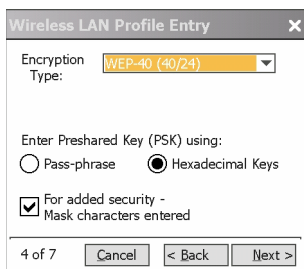 Wireless LAN Profile Entry
Encryption Type:
WEP-40 (40/24)
Enter Preshared Key (PSK) using:
Pass-phrase
Hexadecimal Keys
For added security -
Mask characters entered
4 of 7
Cancel
< Back
Next >